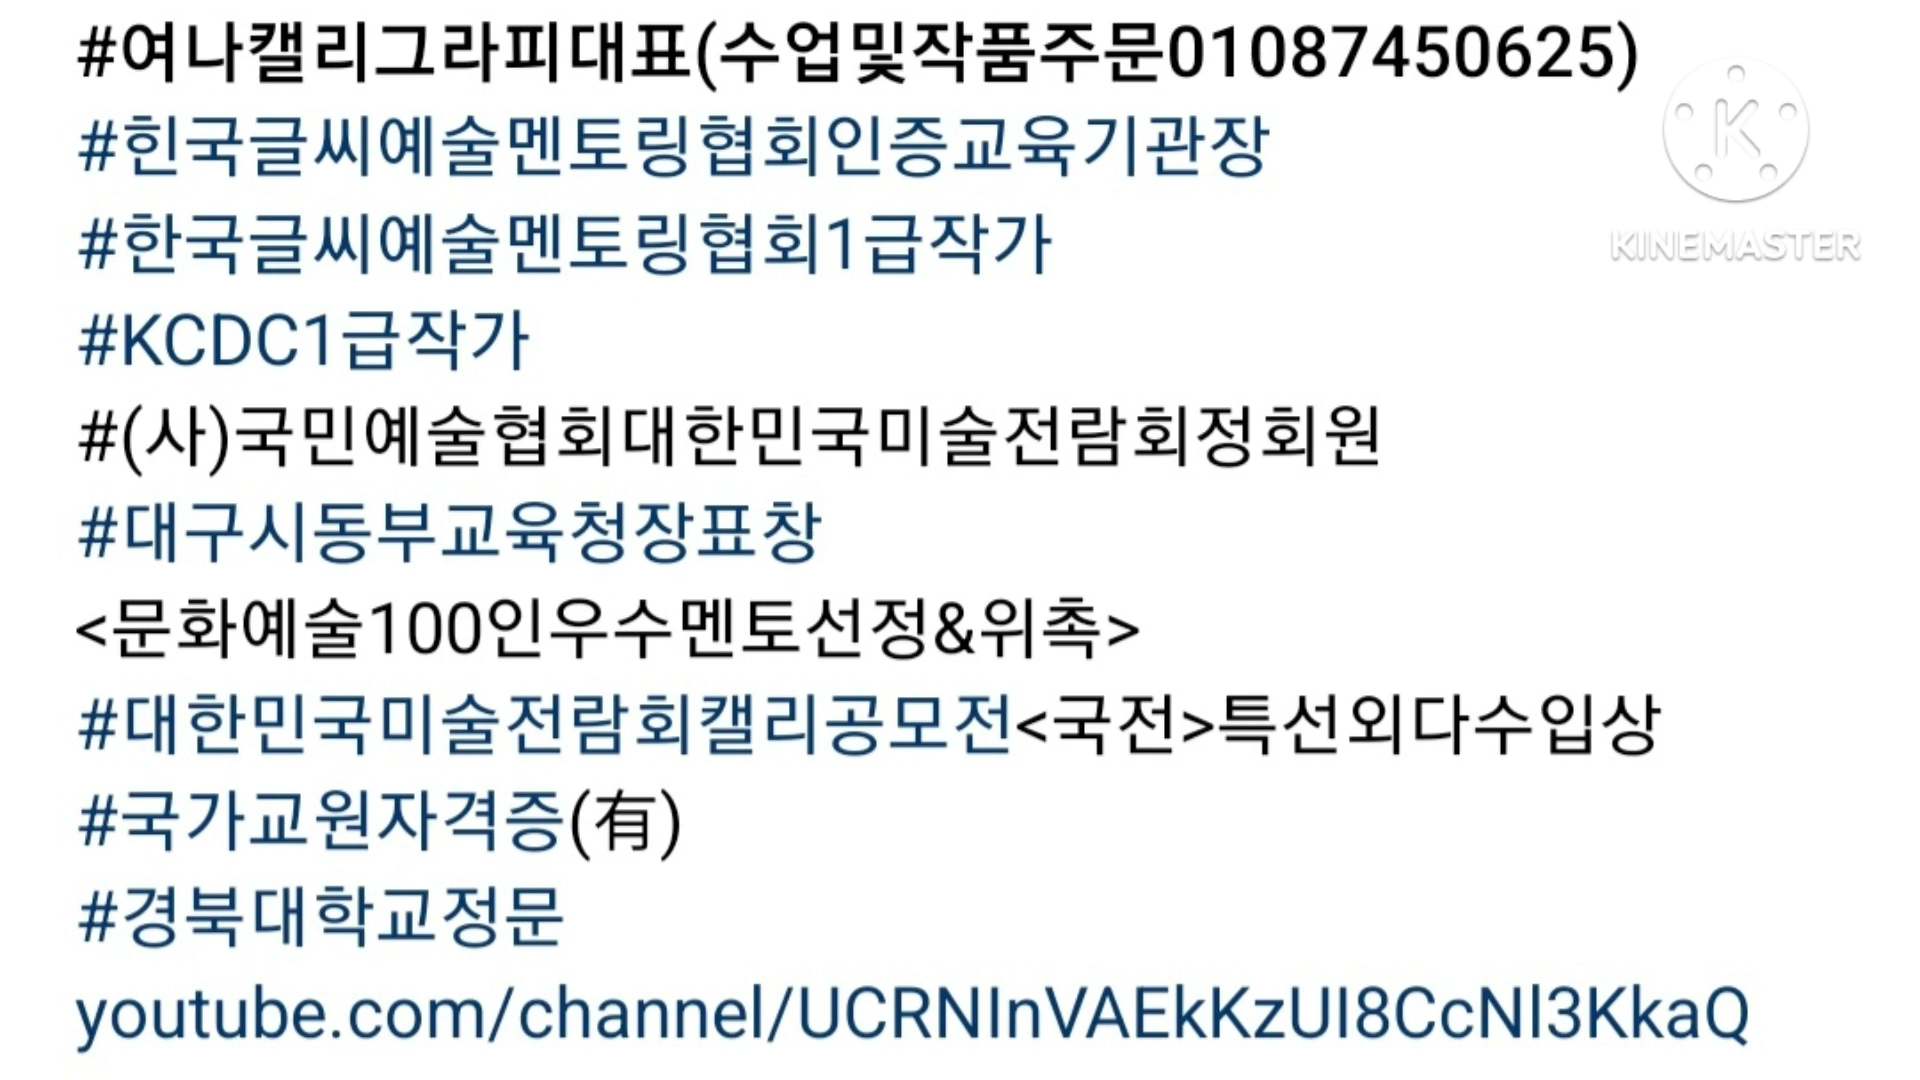 #여나캘리그라피대표(수업및작품주문01087450625)
#힌국글씨예술멘토링협회인증교육기관장
#한국글씨예술멘토링협회1급작가
#KCDC1급작가
#(사)국민예술협회대한민국미술전람회정회원
#대구시동부교육청장표창
<문화예술100인우수멘토선정&위촉>
#대한민국미술전람회캘리공모전<국전>특선외다수입상
#국가교원자격증(有)
#경북대학교정문
youtube.com/channel/UCRNInVAEkKzUI8CcNl3KkaQ
K
KINEMASTER